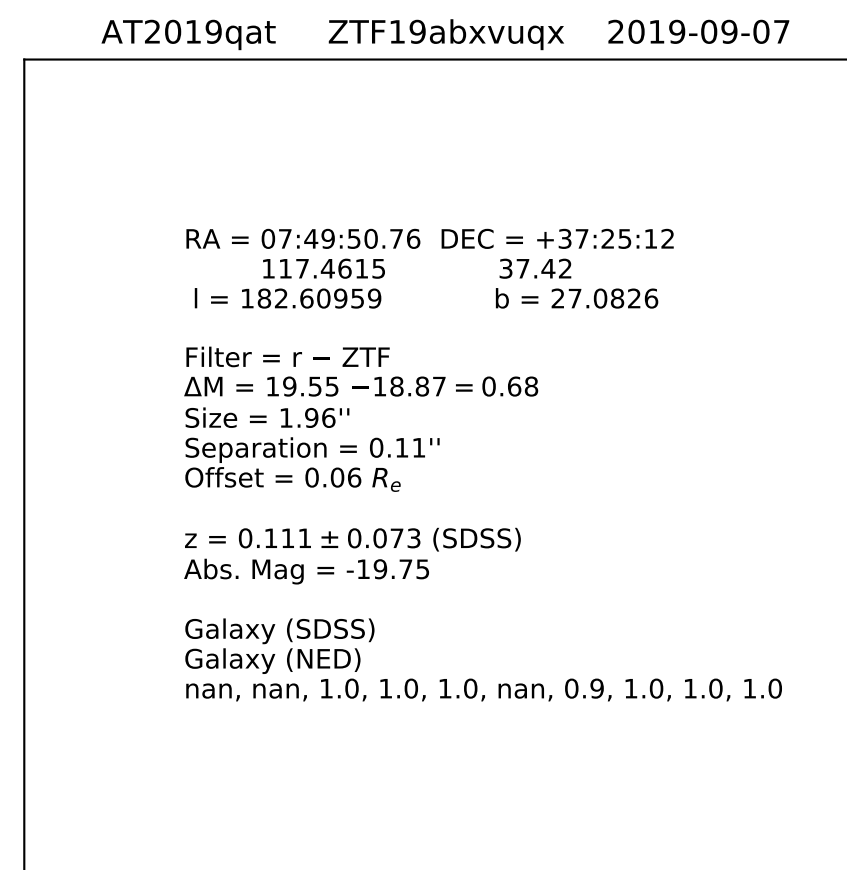 AT2019qat ZTF19abxvuqx 2019-09-07
RA = 07:49:50.76 DEC = +37:25:12
117.4615 37.42
l = 182.60959 b = 27.0826
Filter = r − ZTF
ΔM = 19.55 −18.87 = 0.68
Size = 1.96''
Separation = 0.11''
Offset = 0.06 Re
z = 0.111 ± 0.073 (SDSS)
Abs. Mag = -19.75
Galaxy (SDSS)
Galaxy (NED)
nan, nan, 1.0, 1.0, 1.0, nan, 0.9, 1.0, 1.0, 1.0